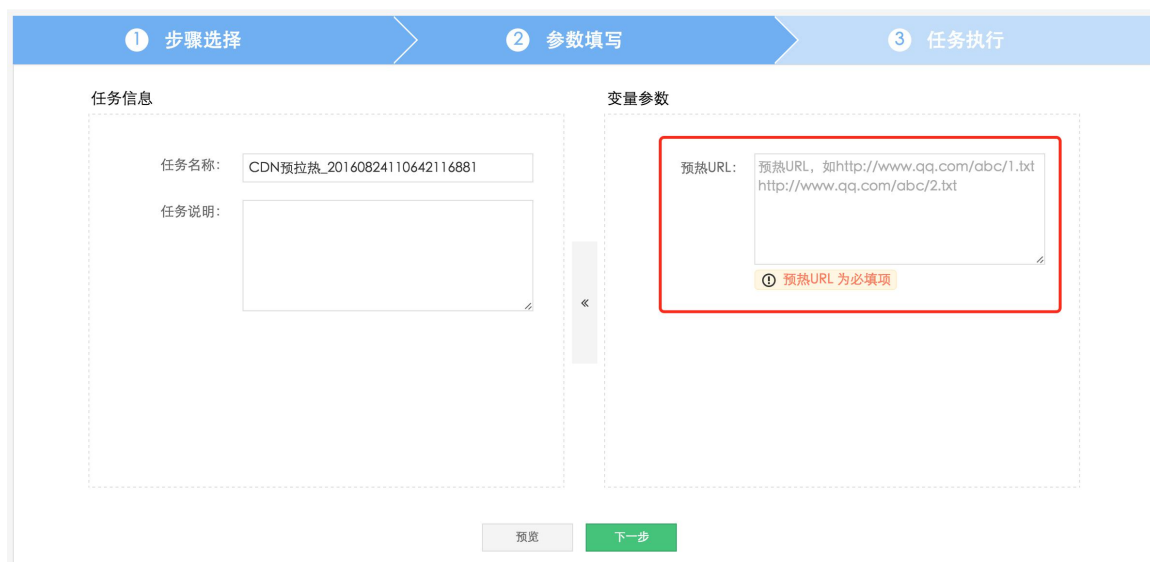 1 步骤选择
2 参数填写
3 任务执行
任务信息
任务名称：
CDN预拉热_20160824110642116881
任务说明：
«
变量参数
预热URL：
预热URL，如http://www.qq.com/abc/1.txt
http://www.qq.com/abc/2.txt
预热URL 为必填项
预览
下一步